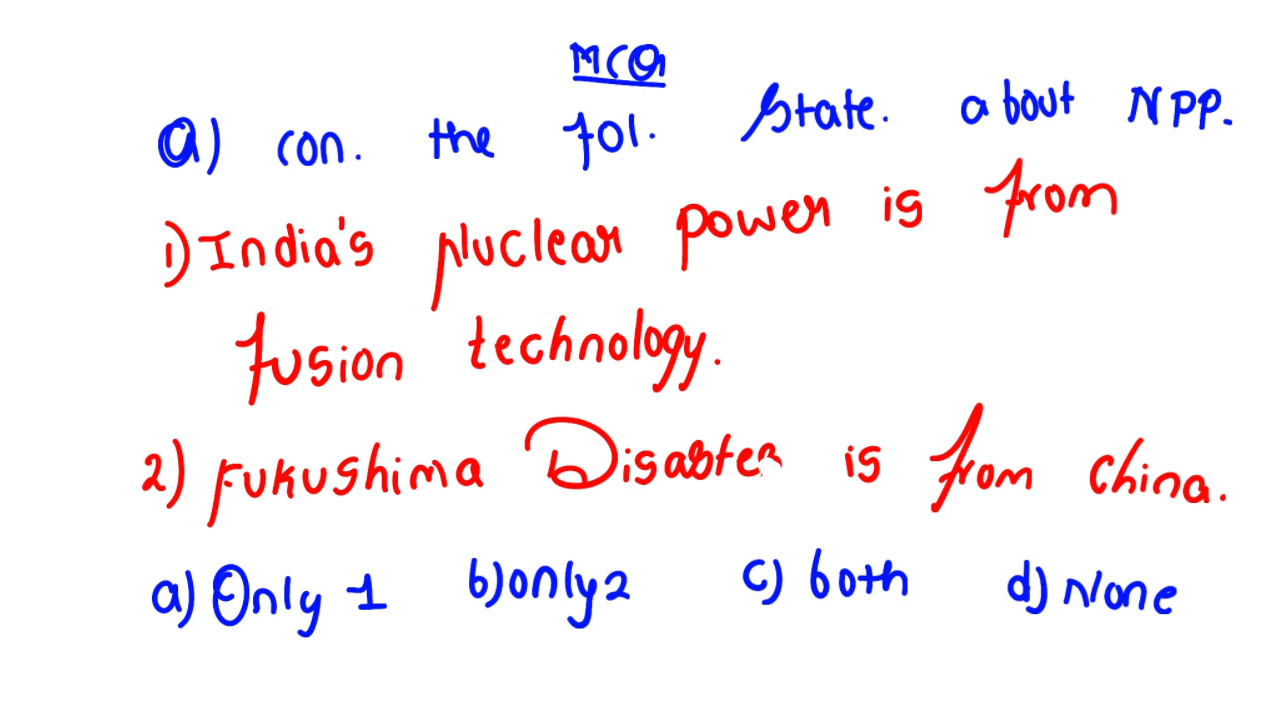 MCQ
Q) con. the fol. state. about NPP.
1) India's Nuclear power is from
fusion technology.
2) Fukushima Disaster is from China.
a) Only 1 b) only 2 c) both d) None